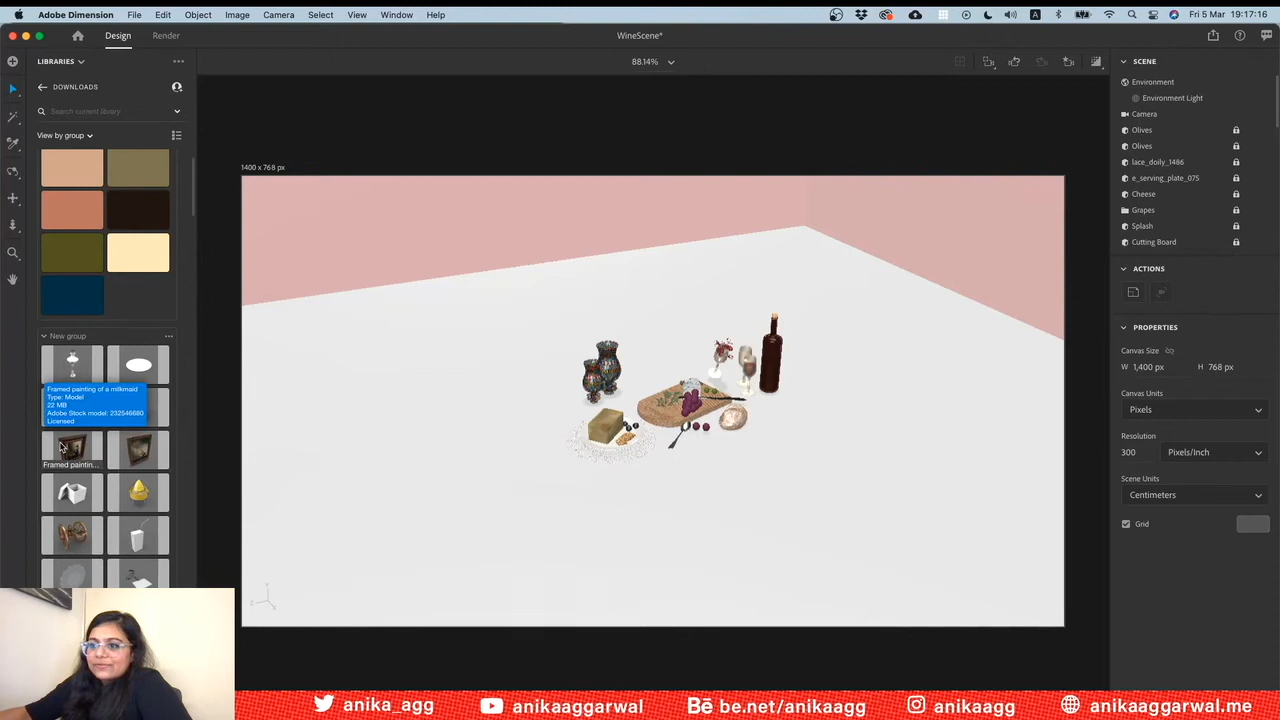 Adobe Dimension File Edit Object Image Camera Select View Window Help
A
Fri 5 Mar 19:17:16
Design Render
WineScene*
LIBRARIES
DOWNLOADS
Search current library
View by group
88.14%
1400 x 768 px
New group
Framed painting of a milkmaid
Type: Model
22 MB
Adobe Stock model: 232546680
Licensed
Framed paintin...
SCENE
Environment
Environment Light
Camera
Olives
Olives
lace_doily_1486
e_serving_plate_075
Cheese
Grapes
Splash
Cutting Board
ACTIONS
PROPERTIES
Canvas Size
W 1,400 px H 768 px
Canvas Units
Pixels
Resolution
300 Pixels/Inch
Scene Units
Centimeters
Grid
anika_agg anikaaggarwal Bē be.net/anikaagg anikaagg anikaaggarwal.me